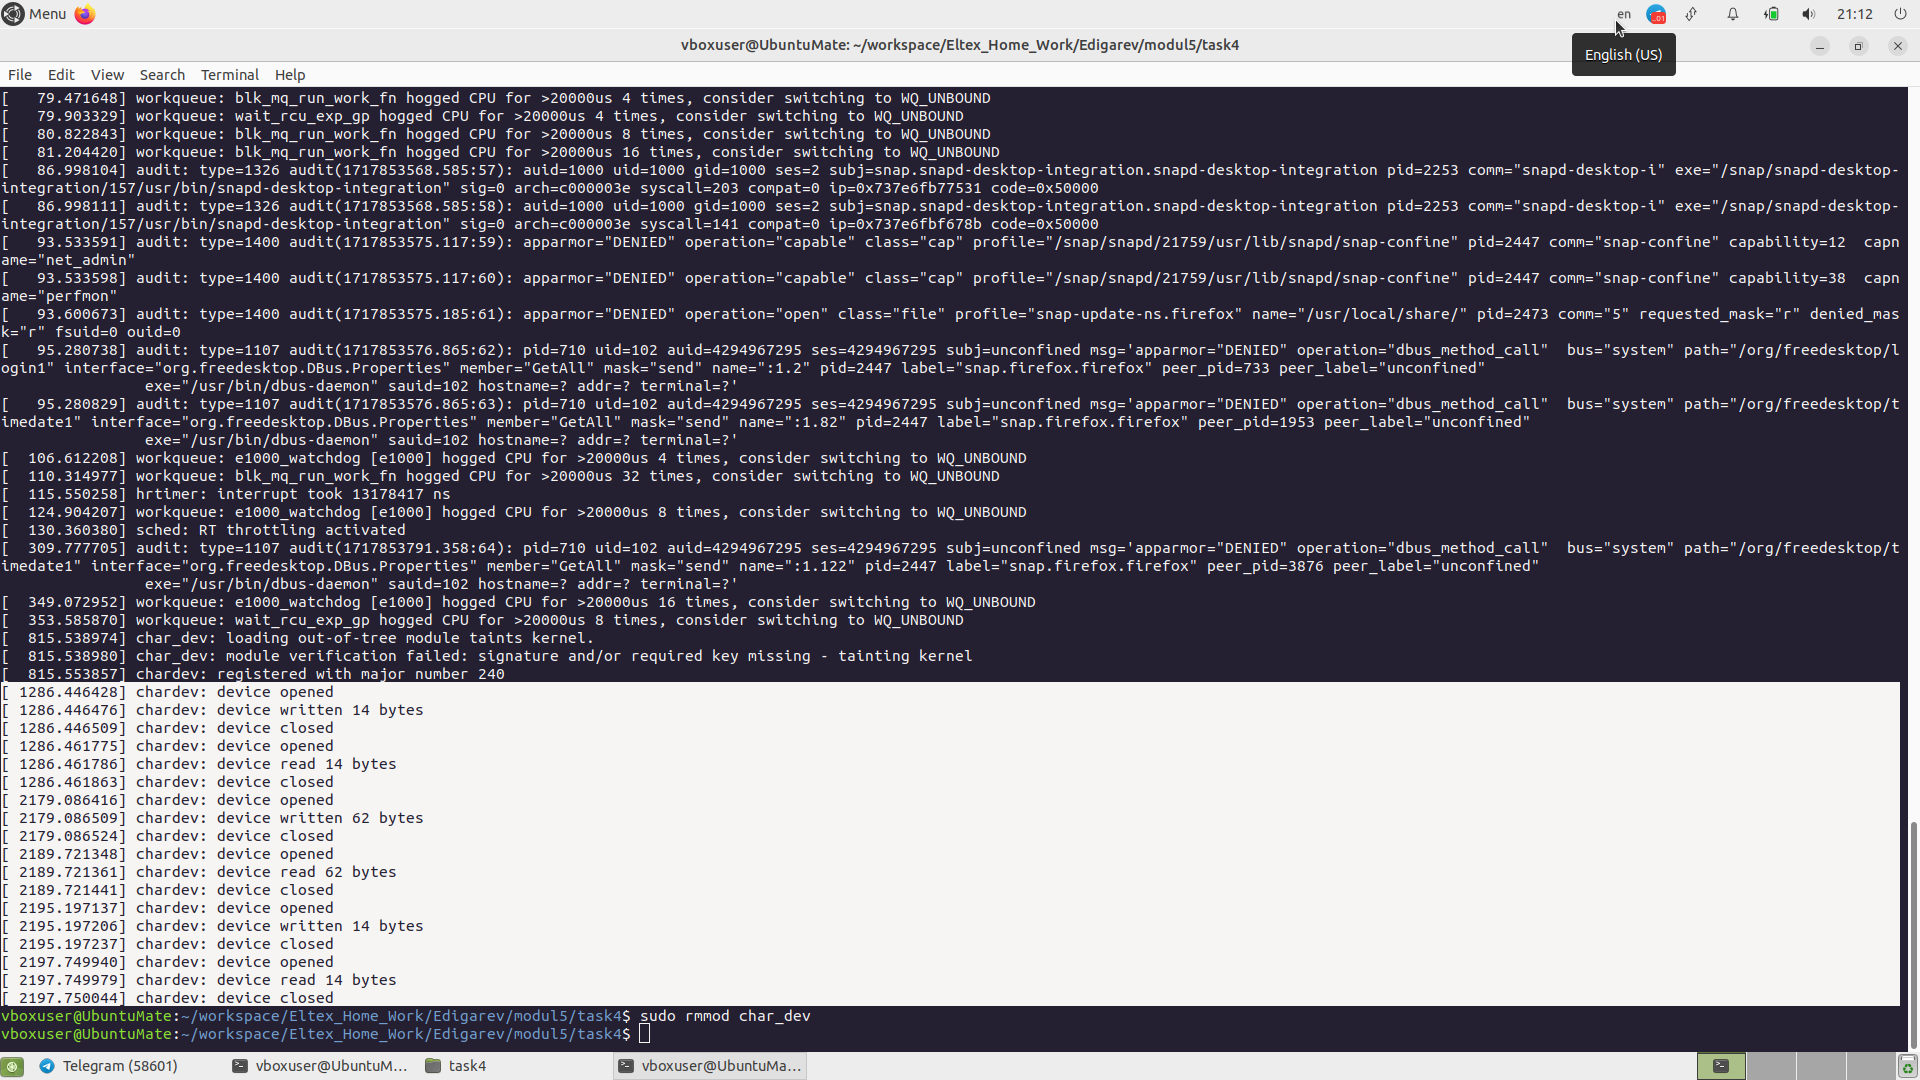 Menu
en
21:12
vboxuser@UbuntuMate: ~/workspace/Eltex_Home_Work/Edigarev/modul5/task4
English (US)
File Edit View Search Terminal Help
[   79.471648] workqueue: blk_mq_run_work_fn hogged CPU for >20000us 4 times, consider switching to WQ_UNBOUND
[   79.903329] workqueue: wait_rcu_exp_gp hogged CPU for >20000us 4 times, consider switching to WQ_UNBOUND
[   80.822843] workqueue: blk_mq_run_work_fn hogged CPU for >20000us 8 times, consider switching to WQ_UNBOUND
[   81.204420] workqueue: blk_mq_run_work_fn hogged CPU for >20000us 16 times, consider switching to WQ_UNBOUND
[   86.998104] audit: type=1326 audit(1717853568.585:57): auid=1000 uid=1000 gid=1000 ses=2 subj=snap.snapd-desktop-integration.snapd-desktop-integration pid=2253 comm="snapd-desktop-i" exe="/snap/snapd-desktop-
integration/157/usr/bin/snapd-desktop-integration" sig=0 arch=c000003e syscall=203 compat=0 ip=0x737e6fb77531 code=0x50000
[   86.998111] audit: type=1326 audit(1717853568.585:58): auid=1000 uid=1000 gid=1000 ses=2 subj=snap.snapd-desktop-integration.snapd-desktop-integration pid=2253 comm="snapd-desktop-i" exe="/snap/snapd-desktop-
integration/157/usr/bin/snapd-desktop-integration" sig=0 arch=c000003e syscall=141 compat=0 ip=0x737e6fbf678b code=0x50000
[   93.533591] audit: type=1400 audit(1717853575.117:59): apparmor="DENIED" operation="capable" class="cap" profile="/snap/snapd/21759/usr/lib/snapd/snap-confine" pid=2447 comm="snap-confine" capability=12  capn
ame="net_admin"
[   93.533598] audit: type=1400 audit(1717853575.117:60): apparmor="DENIED" operation="capable" class="cap" profile="/snap/snapd/21759/usr/lib/snapd/snap-confine" pid=2447 comm="snap-confine" capability=38  capn
ame="perfmon"
[   93.600673] audit: type=1400 audit(1717853575.185:61): apparmor="DENIED" operation="open" class="file" profile="snap-update-ns.firefox" name="/usr/local/share/" pid=2473 comm="5" requested_mask="r" denied_mas
k="r" fsuid=0 ouid=0
[   95.280738] audit: type=1107 audit(1717853576.865:62): pid=710 uid=102 auid=4294967295 ses=4294967295 subj=unconfined msg='apparmor="DENIED" operation="dbus_method_call"  bus="system" path="/org/freedesktop/l
ogin1" interface="org.freedesktop.DBus.Properties" member="GetAll" mask="send" name=":1.2" pid=2447 label="snap.firefox.firefox" peer_pid=733 peer_label="unconfined"
exe="/usr/bin/dbus-daemon" sauid=102 hostname=? addr=? terminal=?'
[   95.280829] audit: type=1107 audit(1717853576.865:63): pid=710 uid=102 auid=4294967295 ses=4294967295 subj=unconfined msg='apparmor="DENIED" operation="dbus_method_call"  bus="system" path="/org/freedesktop/t
imedate1" interface="org.freedesktop.DBus.Properties" member="GetAll" mask="send" name=":1.82" pid=2447 label="snap.firefox.firefox" peer_pid=1953 peer_label="unconfined"
exe="/usr/bin/dbus-daemon" sauid=102 hostname=? addr=? terminal=?'
[  106.612208] workqueue: e1000_watchdog [e1000] hogged CPU for >20000us 4 times, consider switching to WQ_UNBOUND
[  110.314977] workqueue: blk_mq_run_work_fn hogged CPU for >20000us 32 times, consider switching to WQ_UNBOUND
[  115.550258] hrtimer: interrupt took 13178417 ns
[  124.904207] workqueue: e1000_watchdog [e1000] hogged CPU for >20000us 8 times, consider switching to WQ_UNBOUND
[  130.360380] sched: RT throttling activated
[  309.777705] audit: type=1107 audit(1717853791.358:64): pid=710 uid=102 auid=4294967295 ses=4294967295 subj=unconfined msg='apparmor="DENIED" operation="dbus_method_call"  bus="system" path="/org/freedesktop/t
imedate1" interface="org.freedesktop.DBus.Properties" member="GetAll" mask="send" name=":1.122" pid=2447 label="snap.firefox.firefox" peer_pid=3876 peer_label="unconfined"
exe="/usr/bin/dbus-daemon" sauid=102 hostname=? addr=? terminal=?'
[  349.072952] workqueue: e1000_watchdog [e1000] hogged CPU for >20000us 16 times, consider switching to WQ_UNBOUND
[  353.585870] workqueue: wait_rcu_exp_gp hogged CPU for >20000us 8 times, consider switching to WQ_UNBOUND
[  815.538974] char_dev: loading out-of-tree module taints kernel.
[  815.538980] char_dev: module verification failed: signature and/or required key missing - tainting kernel
[  815.553857] chardev: registered with major number 240
[ 1286.446428] chardev: device opened
[ 1286.446476] chardev: device written 14 bytes
[ 1286.446509] chardev: device closed
[ 1286.461775] chardev: device opened
[ 1286.461786] chardev: device read 14 bytes
[ 1286.461863] chardev: device closed
[ 2179.086416] chardev: device opened
[ 2179.086509] chardev: device written 62 bytes
[ 2179.086524] chardev: device closed
[ 2189.721348] chardev: device opened
[ 2189.721361] chardev: device read 62 bytes
[ 2189.721441] chardev: device closed
[ 2195.197137] chardev: device opened
[ 2195.197206] chardev: device written 14 bytes
[ 2195.197237] chardev: device closed
[ 2197.749940] chardev: device opened
[ 2197.749979] chardev: device read 14 bytes
[ 2197.750044] chardev: device closed
vboxuser@UbuntuMate:~/workspace/Eltex_Home_Work/Edigarev/modul5/task4$ sudo rmmod char_dev
vboxuser@UbuntuMate:~/workspace/Eltex_Home_Work/Edigarev/modul5/task4$
Telegram (58601) vboxuser@UbuntuM... task4 vboxuser@UbuntuMa...